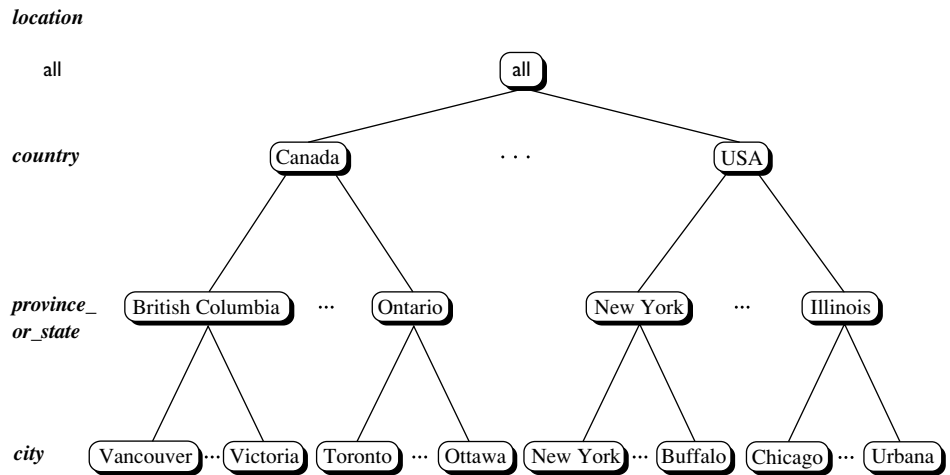 location
all all
country Canada . . . USA
province_ British Columbia ... Ontario New York ... Illinois
or_state
city Vancouver ... Victoria Toronto ... Ottawa New York ... Buffalo Chicago ... Urbana